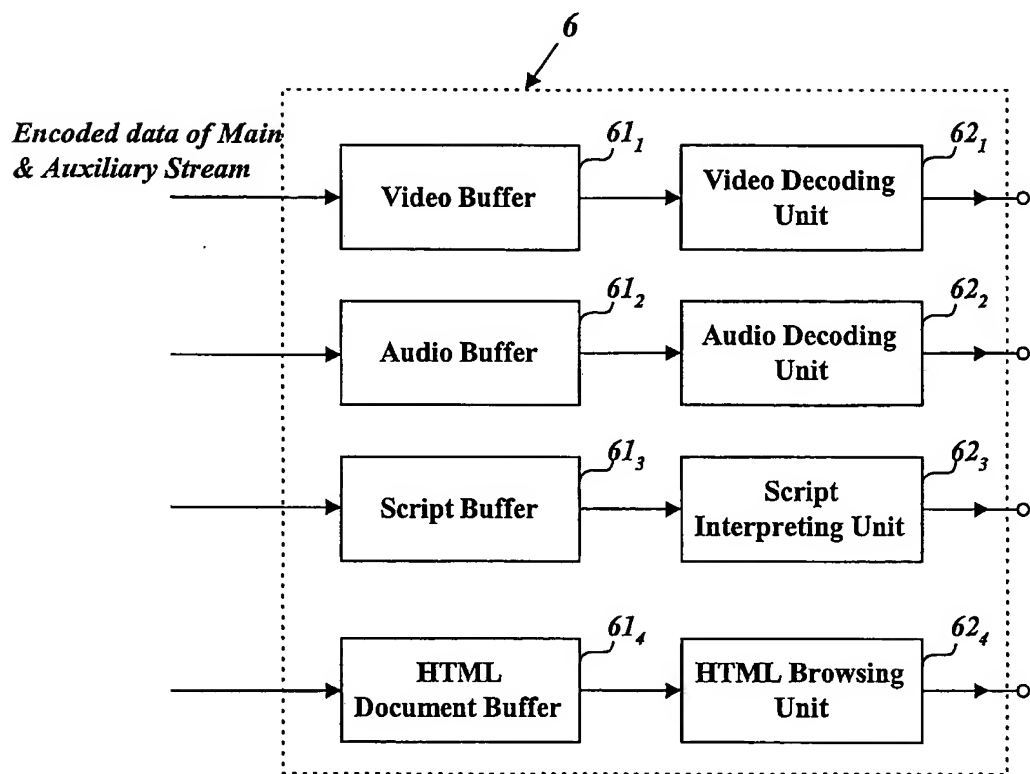 6
Encoded data of Main
& Auxiliary Stream
61₁
62₁
Video Buffer
Video Decoding
Unit
61₂
62₂
Audio Buffer
Audio Decoding
Unit
61₃
62₃
Script Buffer
Script
Interpreting Unit
61₄
62₄
HTML
Document Buffer
HTML Browsing
Unit